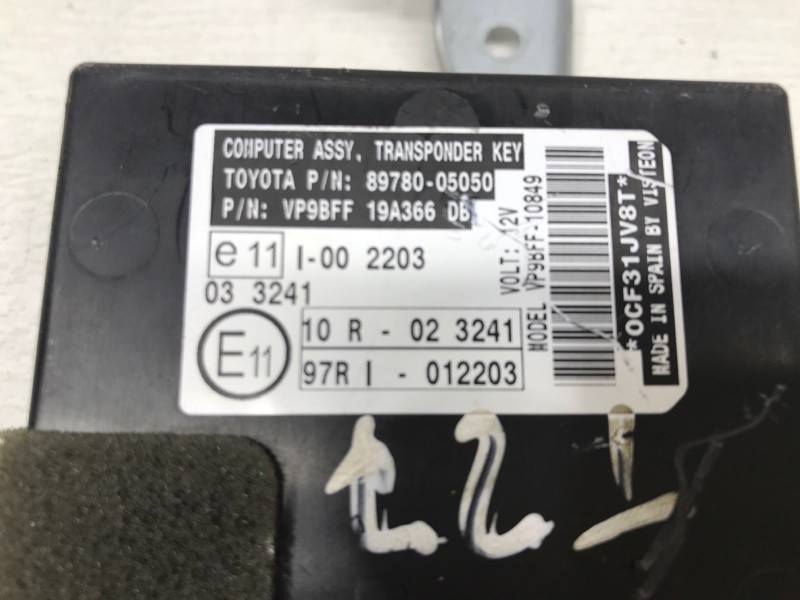 COMPUTER ASSY, TRANSPONDER KEY
TOYOTA P/N: 89780-05050
P/N: VP9BFF 19A366 DB
e 11 I-00 2203
03 3241
E11
10 R - 02 3241
97R I - 012203
VOLT: 12V
MODEL VP9BFF-10849
*0CF31JV8T*
MADE IN SPAIN BY VISTEON